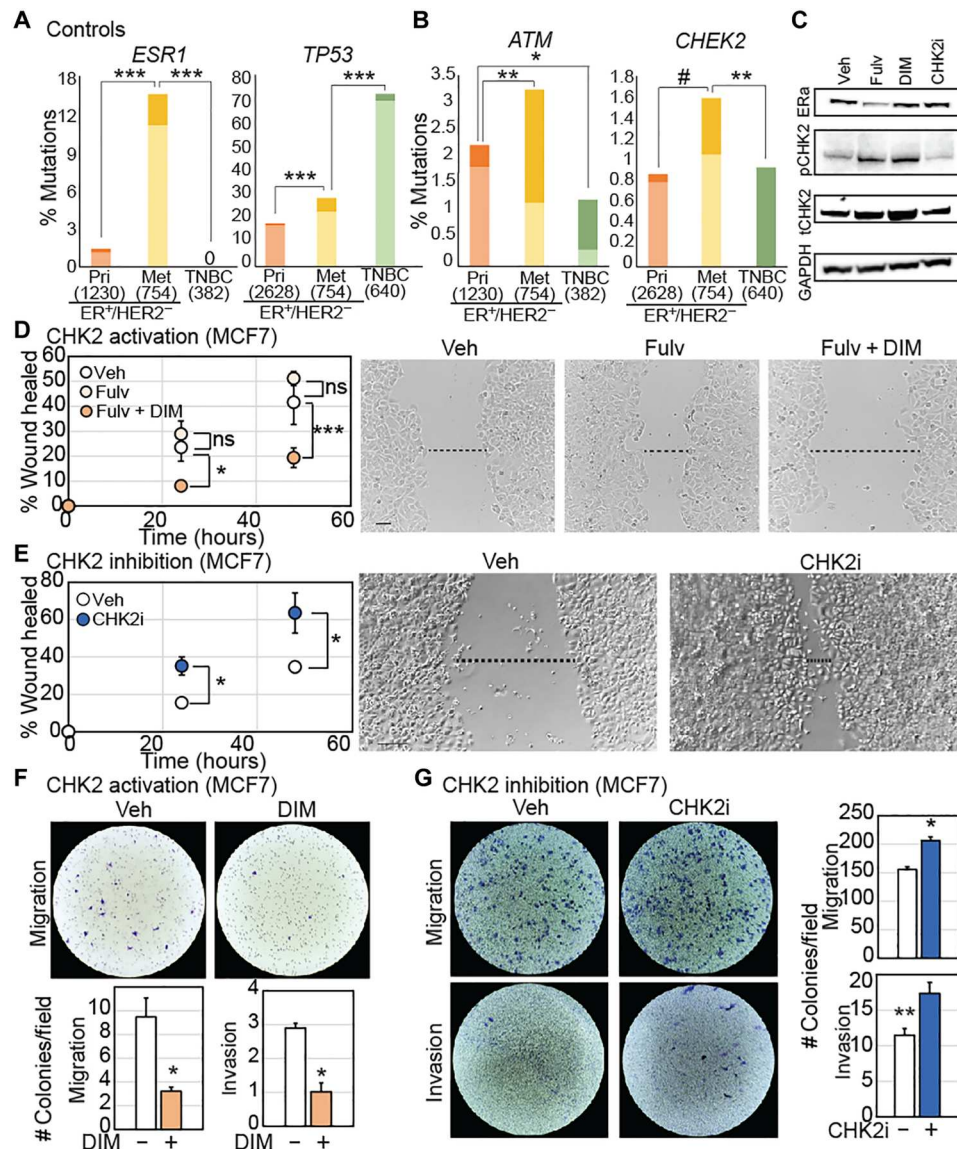 A Controls
ESR1
TP53
*** ***
***
***
% Mutations
18
15
12
9
6
3
0
0
80
70
60
50
40
30
20
10
0
Pri Met TNBC
(1230) (754) (382)
ER+/HER2−
Pri Met TNBC
(2628) (754) (640)
B
ATM
CHEK2
*
**
# **
% Mutations
3.5
3
2.5
2
1.5
1
0.5
0
1.8
1.6
1.4
1.2
1
0.8
0.6
0.4
0.2
0
Pri Met TNBC
(1230) (754) (382)
ER+/HER2−
Pri Met TNBC
(2628) (754) (640)
ER+/HER2−
C
Veh Fulv DIM CHK2i
ERa
pCHK2
tCHK2
GAPDH
D CHK2 activation (MCF7)
% Wound healed
60
50
40
30
20
10
0
0 20 40 60
Time (hours)
Veh
Fulv
Fulv + DIM
ns
*
ns
***
Veh Fulv Fulv + DIM
E CHK2 inhibition (MCF7)
% Wound healed
80
60
40
20
0
0 20 40 60
Time (hours)
Veh
CHK2i
*
*
Veh CHK2i
F CHK2 activation (MCF7)
Veh DIM
Migration
# Colonies/field
Migration
10
8
6
4
2
0
*
Invasion
4
3
2
1
0
*
DIM − +
DIM − +
G CHK2 inhibition (MCF7)
Veh CHK2i
Migration
Invasion
# Colonies/field
Migration
250
200
150
100
50
0
*
Invasion
20
15
10
5
0
**
CHK2i − +